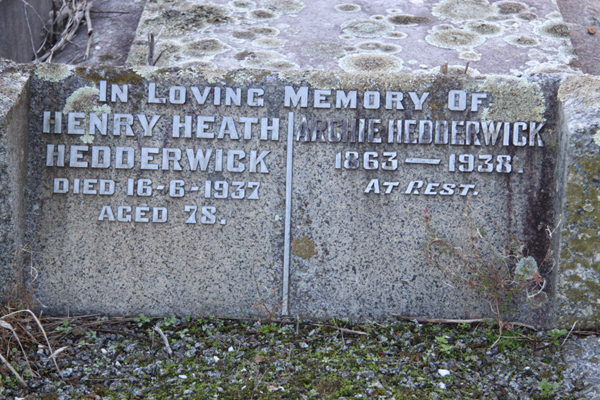 IN LOVING MEMORY OF
HENRY HEATH
HEDDERWICK
DIED 16-6-1937
AGED 78.
ARCHIE HEDDERWICK
1863 — 1938.
AT REST.